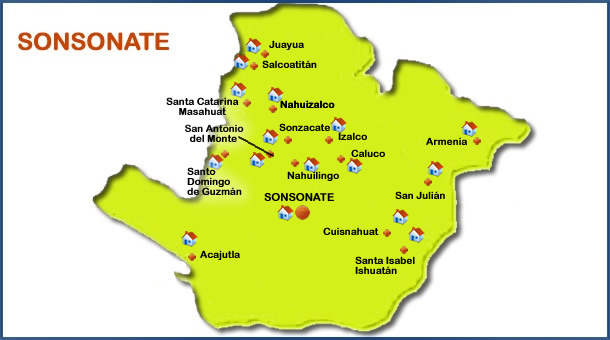 SONSONATE
Juayua
Salcoatitán
Santa Catarina
Masahuat
Nahuizalco
San Antonio
del Monte
Sonzacate
Izalco
Armenia
Caluco
Santo
Domingo
de Guzmán
Nahulingo
San Julián
SONSONATE
Cuisnahuat
Acajutla
Santa Isabel
Ishuatán